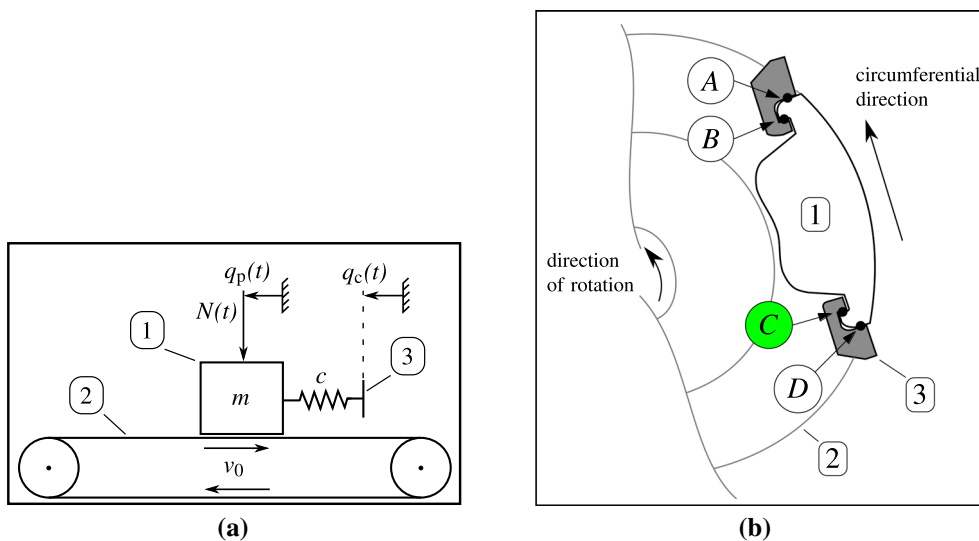 q_p(t)
q_c(t)
N(t)
1
3
c
2
m
v_0
(a)
A
circumferential
direction
B
1
direction
of rotation
C
D
3
2
(b)